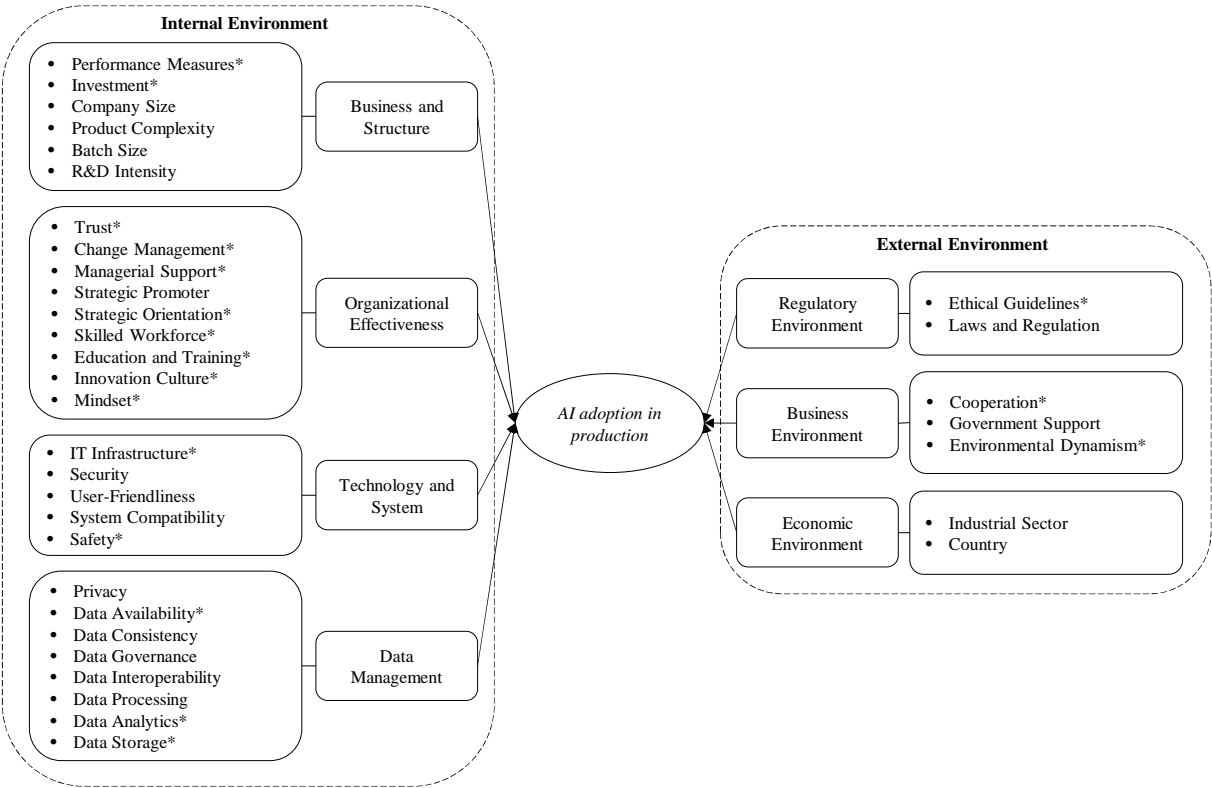 Internal Environment
• Performance Measures*
• Investment*
• Company Size
• Product Complexity
• Batch Size
• R&D Intensity
Business and
Structure
• Trust*
• Change Management*
• Managerial Support*
• Strategic Promoter
• Strategic Orientation*
• Skilled Workforce*
• Education and Training*
• Innovation Culture*
• Mindset*
Organizational
Effectiveness
• IT Infrastructure*
• Security
• User-Friendliness
• System Compatibility
• Safety*
Technology and
System
• Privacy
• Data Availability*
• Data Consistency
• Data Governance
• Data Interoperability
• Data Processing
• Data Analytics*
• Data Storage*
Data
Management
AI adoption in
production
External Environment
Regulatory
Environment
• Ethical Guidelines*
• Laws and Regulation
Business
Environment
• Cooperation*
• Government Support
• Environmental Dynamism*
Economic
Environment
• Industrial Sector
• Country